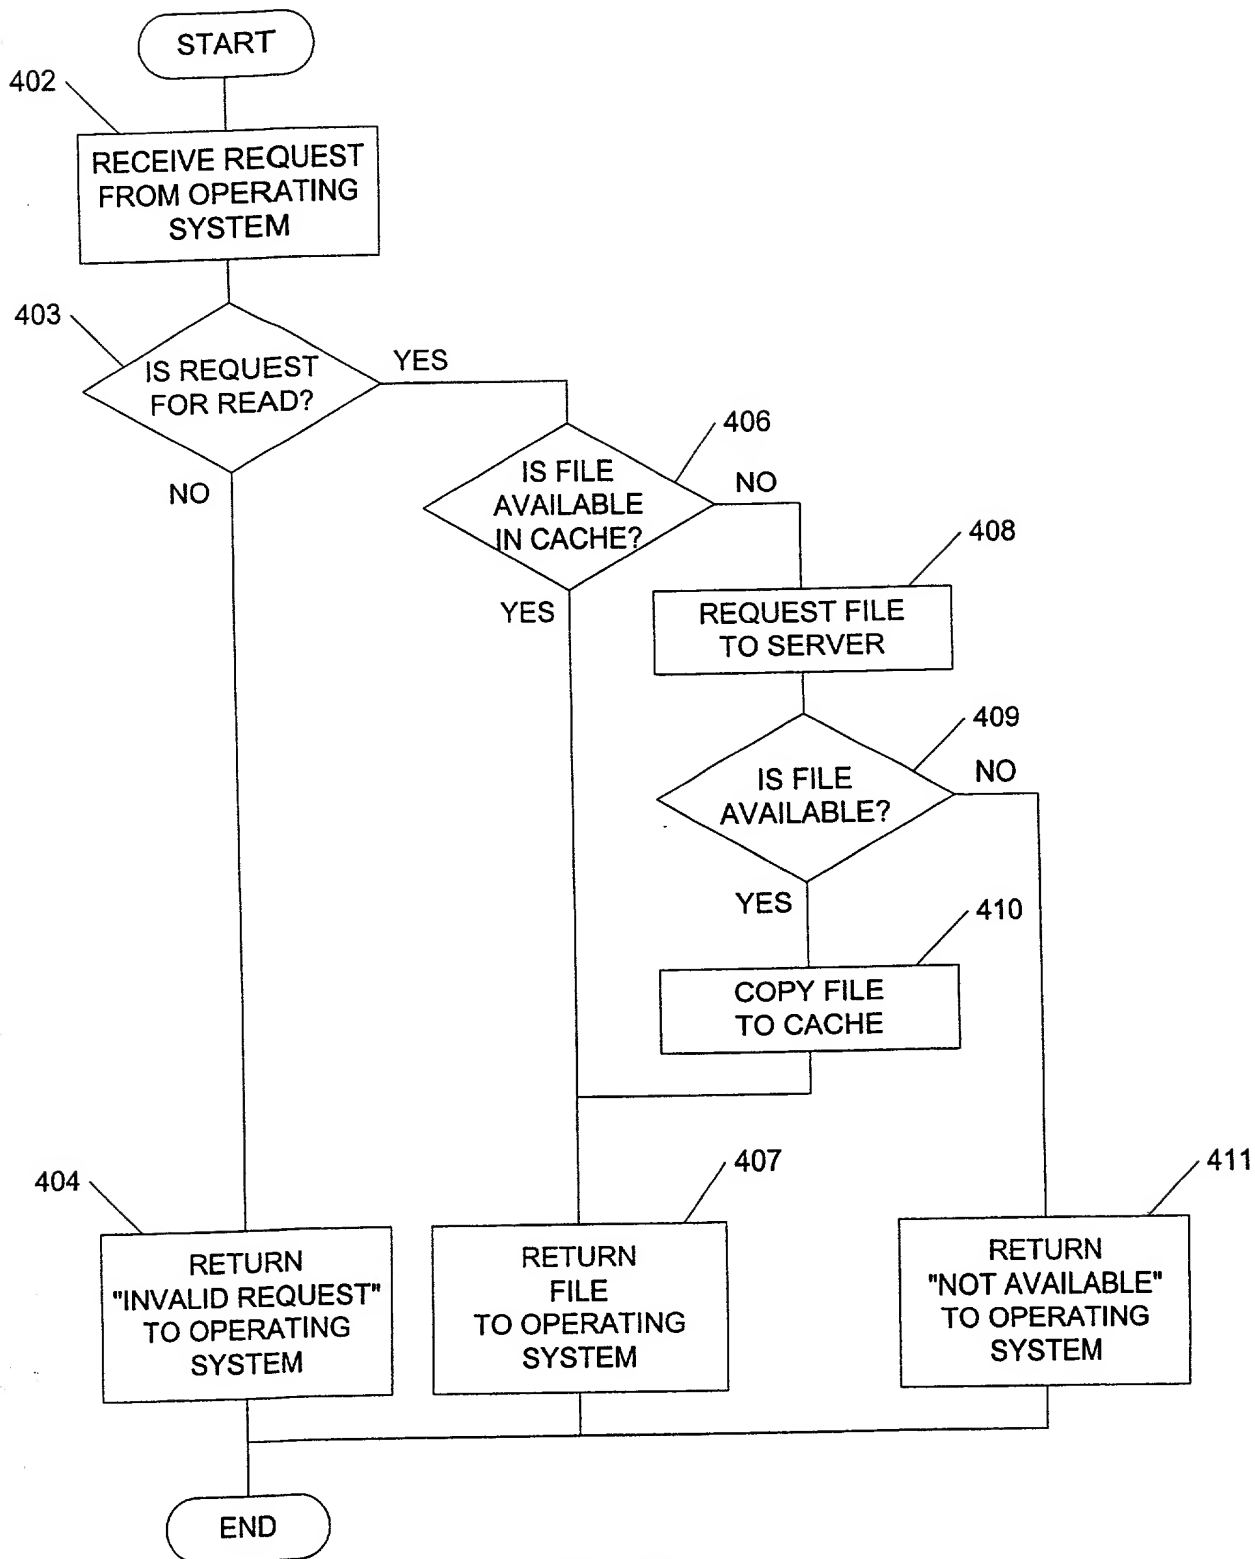 START
402
RECEIVE REQUEST
FROM OPERATING
SYSTEM
403
IS REQUEST
FOR READ?
YES
NO
406
IS FILE
AVAILABLE
IN CACHE?
NO
YES
408
REQUEST FILE
TO SERVER
409
IS FILE
AVAILABLE?
NO
YES
410
COPY FILE
TO CACHE
404
RETURN
"INVALID REQUEST"
TO OPERATING
SYSTEM
407
RETURN
FILE
TO OPERATING
SYSTEM
411
RETURN
"NOT AVAILABLE"
TO OPERATING
SYSTEM
END